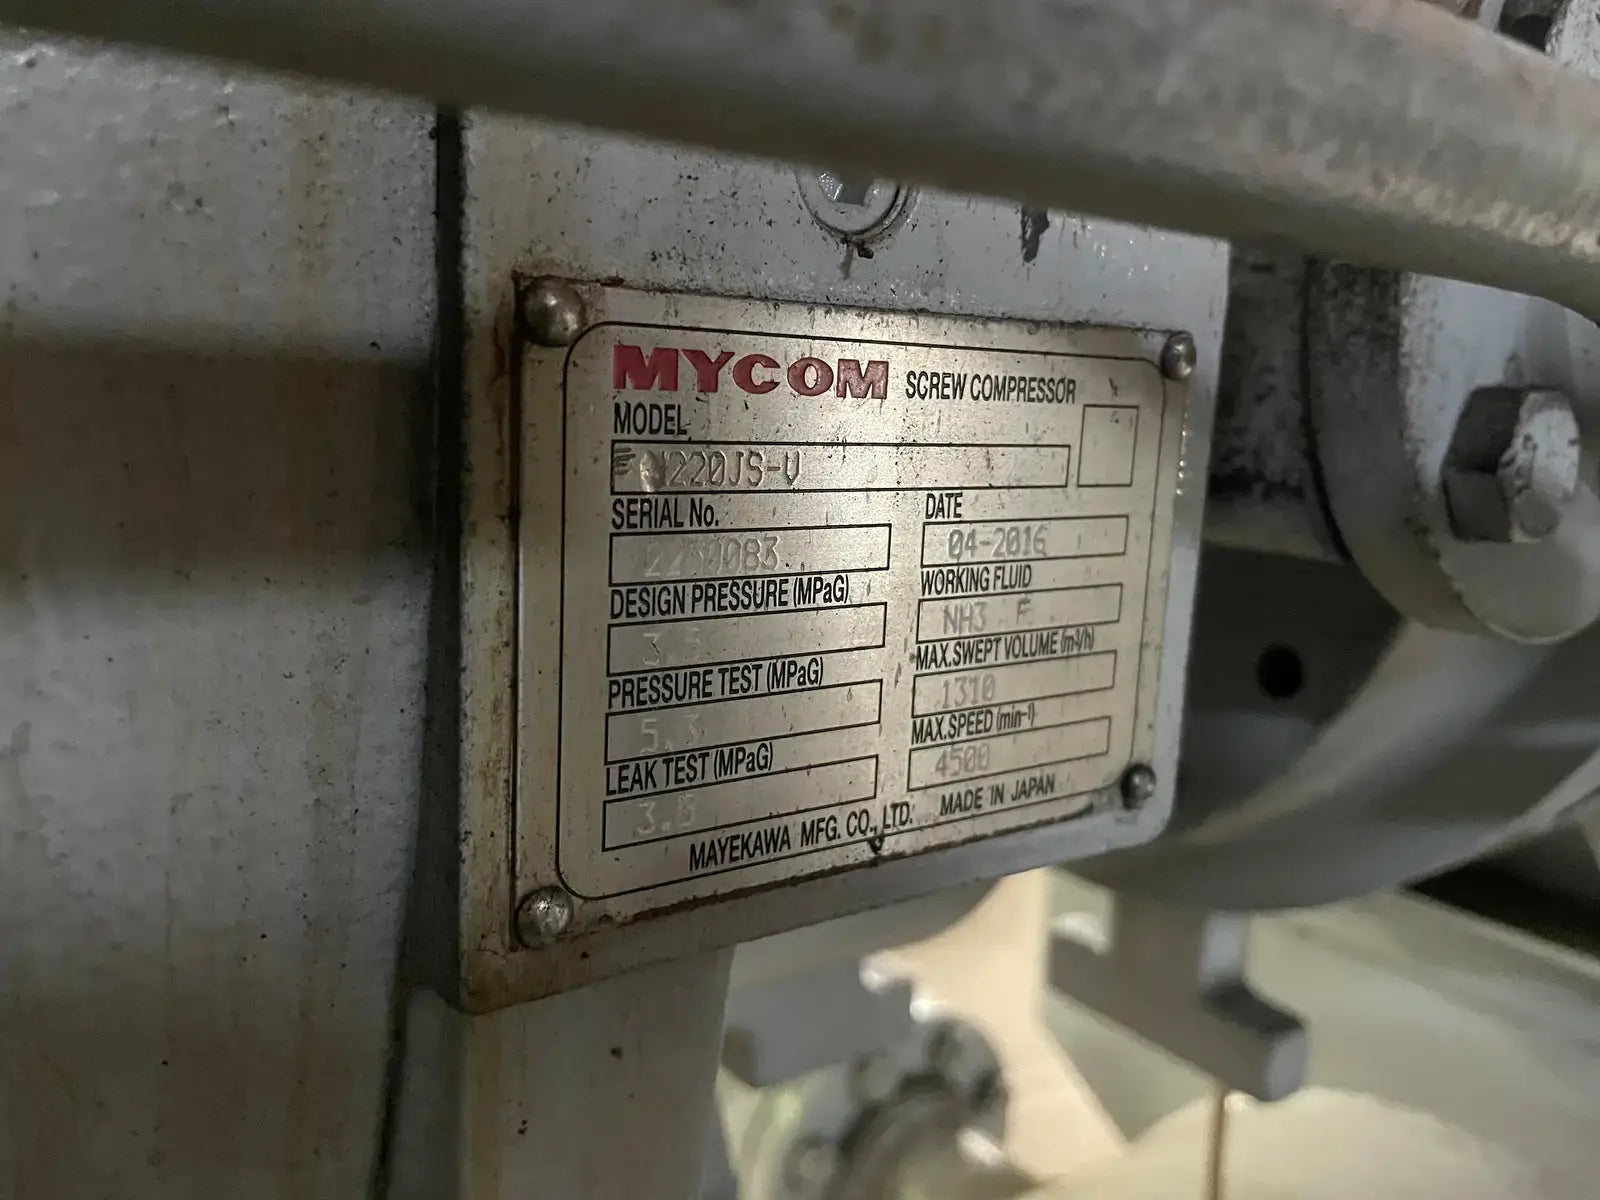 MYCOM SCREW COMPRESSOR
MODEL
SERIAL No.
DATE
04-2016
DESIGN PRESSURE (MPaG)
WORKING FLUID
NH3 F
PRESSURE TEST (MPaG)
MAX.SWEPT VOLUME (m³/h)
1310
5.3
LEAK TEST (MPaG)
MAX.SPEED (min⁻¹)
4500
MAYEKAWA MFG. CO., LTD. MADE IN JAPAN